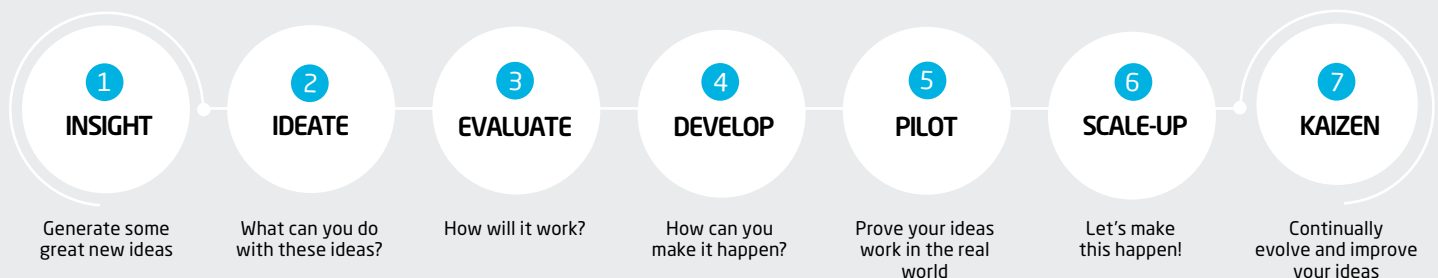 1
INSIGHT
Generate some
great new ideas
2
IDEATE
What can you do
with these ideas?
3
EVALUATE
How will it work?
4
DEVELOP
How can you
make it happen?
5
PILOT
Prove your ideas
work in the real
world
6
SCALE-UP
Let's make
this happen!
7
KAIZEN
Continually
evolve and improve
your ideas